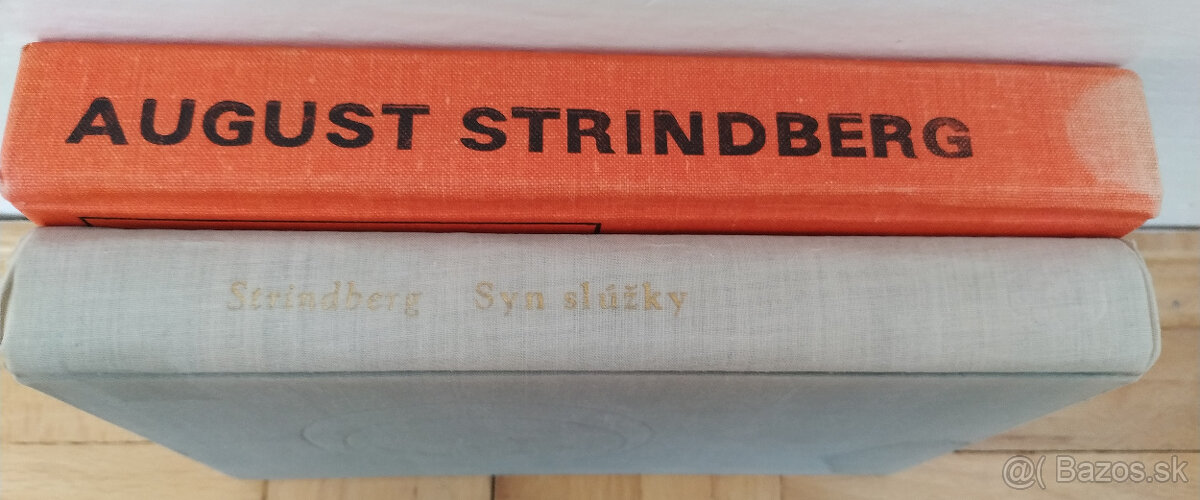 AUGUST STRINDBERG
Strindberg Syn slúžky
@( Bazos.sk